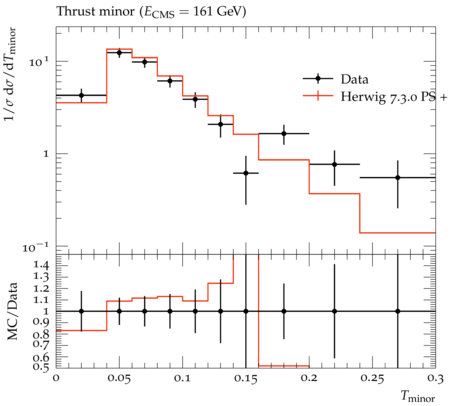 Thrust minor (E_CMS = 161 GeV)
1/σ dσ/dT_minor
10¹
1
10⁻¹
Data
Herwig 7.3.0 PS +
MC/Data
1.4
1.3
1.2
1.1
1
0.9
0.8
0.7
0.6
0.5
0 0.05 0.1 0.15 0.2 0.25 0.3
T_minor